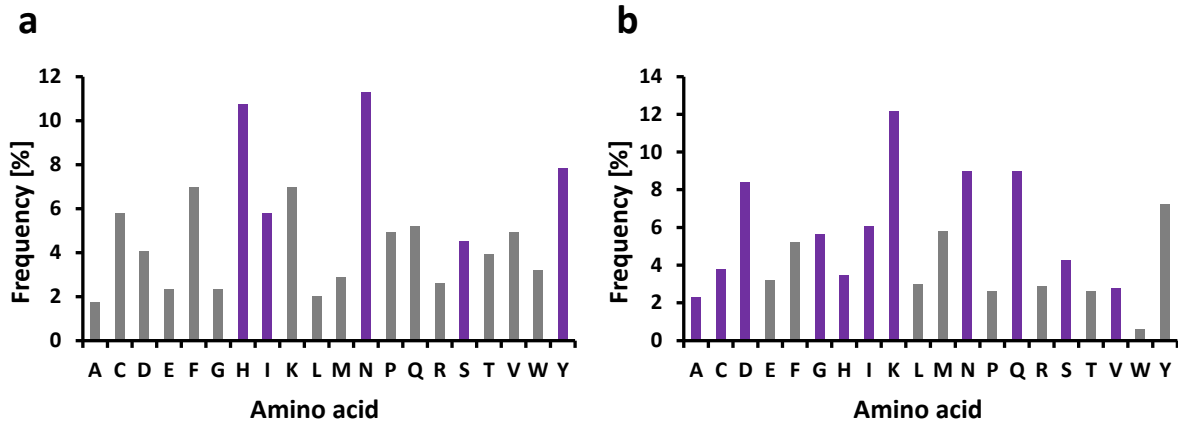 a
Frequency [%]
12
10
8
6
4
2
0
A C D E F G H I K L M N P Q R S T V W Y
Amino acid
b
Frequency [%]
14
12
10
8
6
4
2
0
A C D E F G H I K L M N P Q R S T V W Y
Amino acid